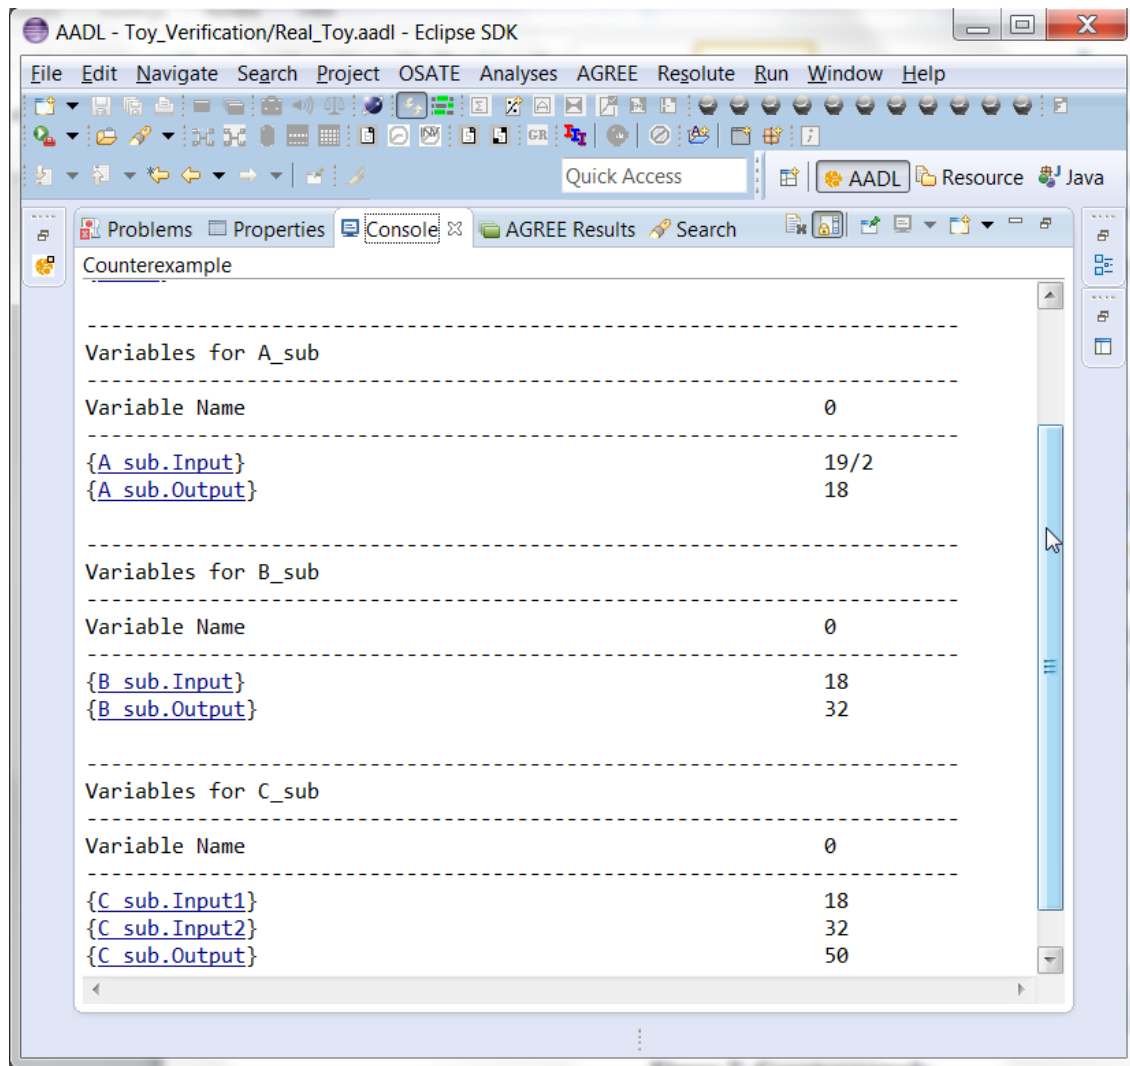 AADL - Toy_Verification/Real_Toy.aadl - Eclipse SDK
File Edit Navigate Search Project OSATE Analyses AGREE Resolute Run Window Help
GR
Quick Access AADL Resource Java
Problems Properties Console AGREE Results Search
Counterexample
----------------------------------------------------------------------
Variables for A_sub
----------------------------------------------------------------------
Variable Name 0
----------------------------------------------------------------------
{A_sub.Input} 19/2
{A_sub.Output} 18
----------------------------------------------------------------------
Variables for B_sub
----------------------------------------------------------------------
Variable Name 0
----------------------------------------------------------------------
{B_sub.Input} 18
{B_sub.Output} 32
----------------------------------------------------------------------
Variables for C_sub
----------------------------------------------------------------------
Variable Name 0
----------------------------------------------------------------------
{C_sub.Input1} 18
{C_sub.Input2} 32
{C_sub.Output} 50